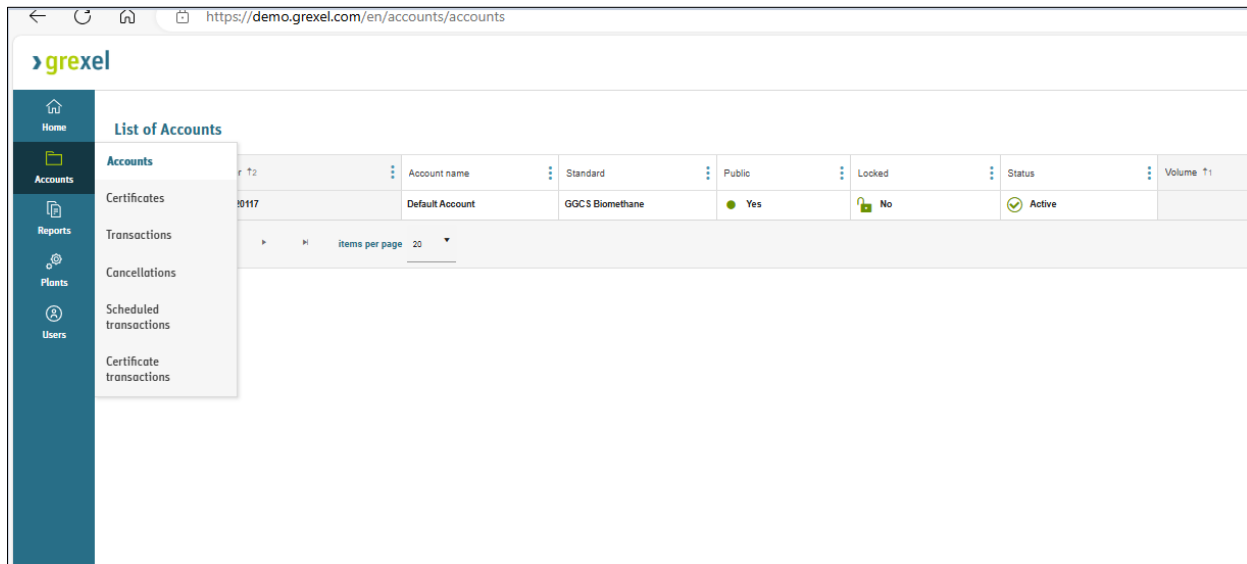 https://demo.grexel.com/en/accounts/accounts
grexel
Home
List of Accounts
Accounts
Accounts
Certificates
Transactions
Cancellations
Scheduled
transactions
Certificate
transactions
Reports
Plants
Users
r ↑2 Account name Standard Public Locked Status Volume ↑1
20117 Default Account GGCS Biomethane Yes No Active
items per page 20